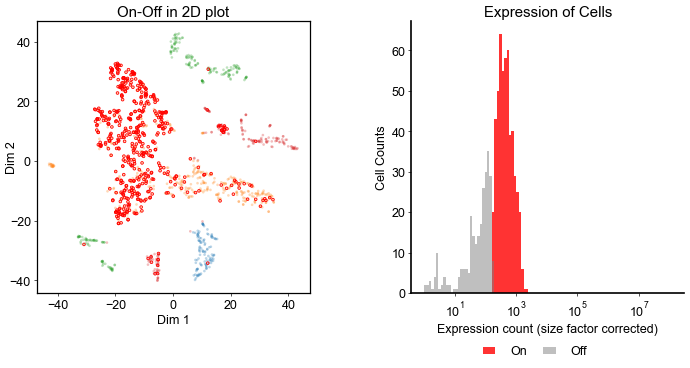 On-Off in 2D plot
Expression of Cells
Dim 2
40
20
0
−20
−40
−40 −20 0 20 40
Dim 1
Cell Counts
60
50
40
30
20
10
0
10^1 10^3 10^5 10^7
Expression count (size factor corrected)
On Off